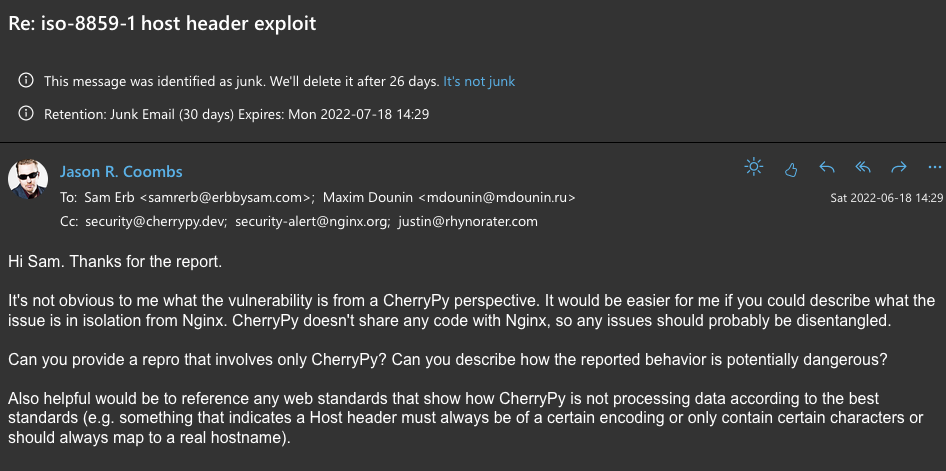 Re: iso-8859-1 host header exploit
This message was identified as junk. We'll delete it after 26 days. It's not junk
Retention: Junk Email (30 days) Expires: Mon 2022-07-18 14:29
Jason R. Coombs
To: Sam Erb <samrerb@erbbysam.com>; Maxim Dounin <mdounin@mdounin.ru>
Sat 2022-06-18 14:29
Cc: security@cherrypy.dev; security-alert@nginx.org; justin@rhynorater.com
Hi Sam. Thanks for the report.
It's not obvious to me what the vulnerability is from a CherryPy perspective. It would be easier for me if you could describe what the
issue is in isolation from Nginx. CherryPy doesn't share any code with Nginx, so any issues should probably be disentangled.
Can you provide a repro that involves only CherryPy? Can you describe how the reported behavior is potentially dangerous?
Also helpful would be to reference any web standards that show how CherryPy is not processing data according to the best
standards (e.g. something that indicates a Host header must always be of a certain encoding or only contain certain characters or
should always map to a real hostname).